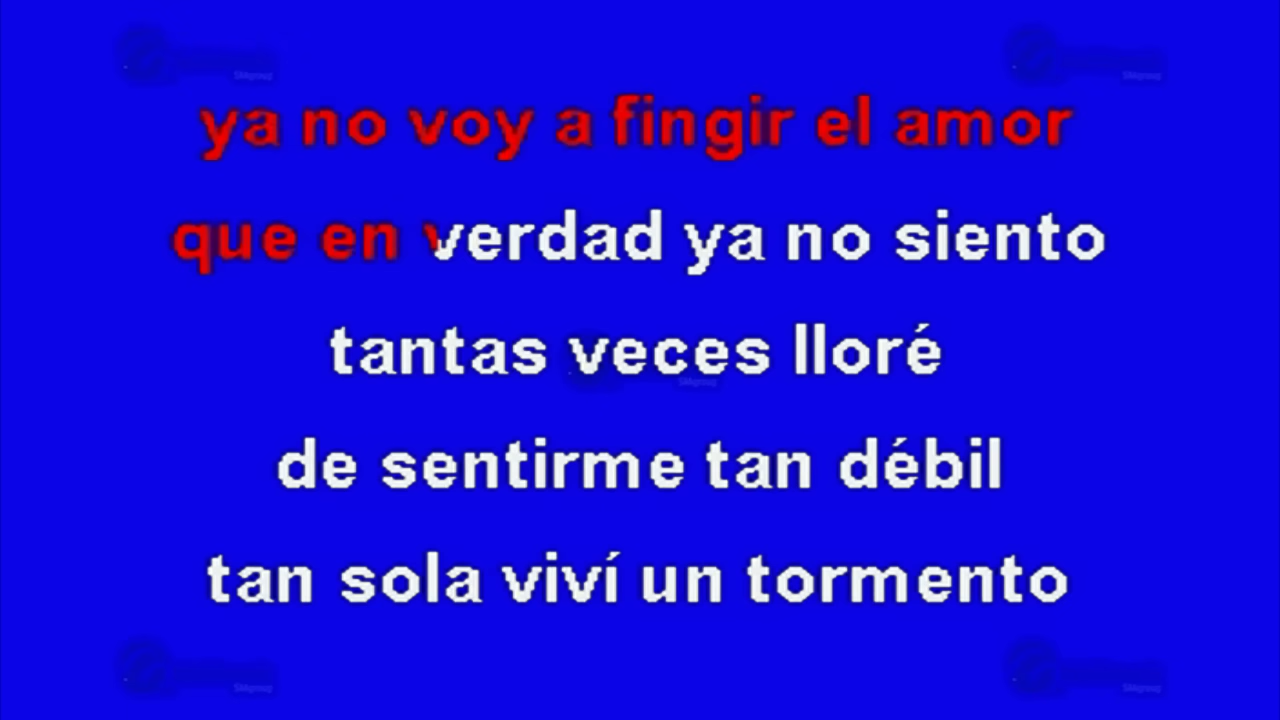 ya no voy a fingir el amor
que en verdad ya no siento
tantas veces lloré
de sentirme tan débil
tan sola viví un tormento